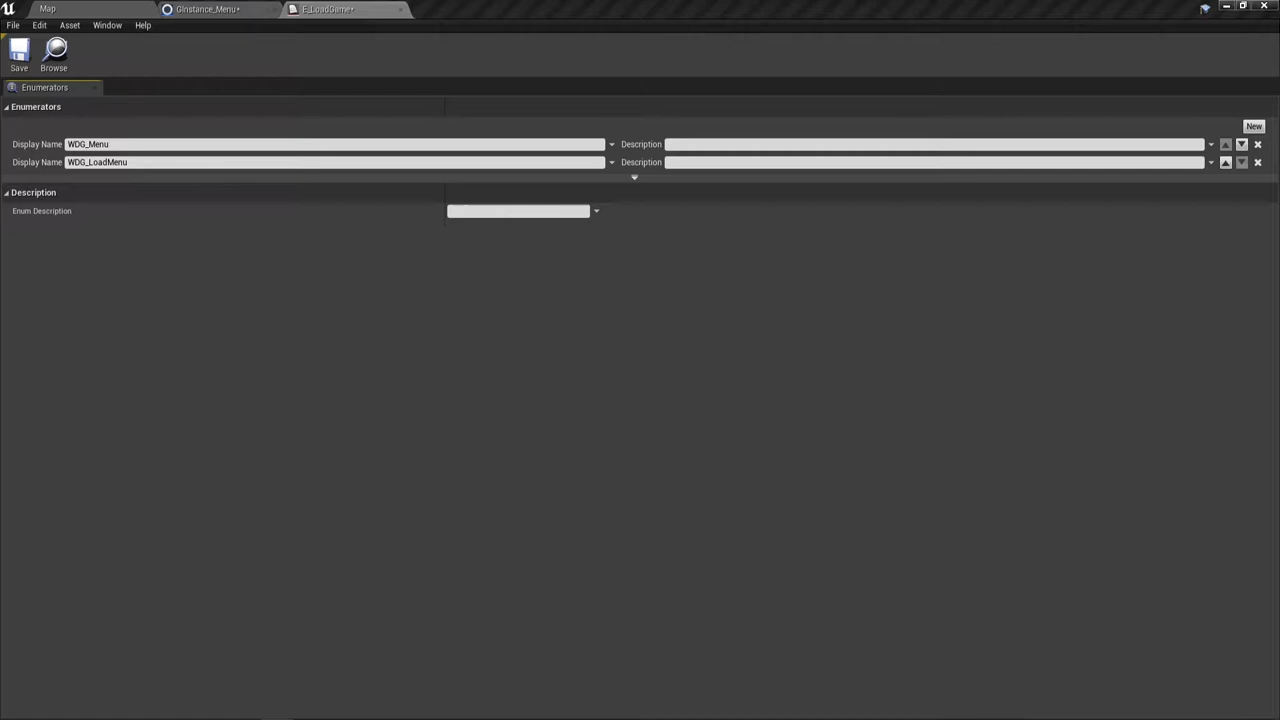 Map GInstance_Menu* E_LoadGame*
File Edit Asset Window Help
Save Browse
Enumerators
Enumerators
New
Display Name WDG_Menu Description
Display Name WDG_LoadMenu Description
Description
Enum Description